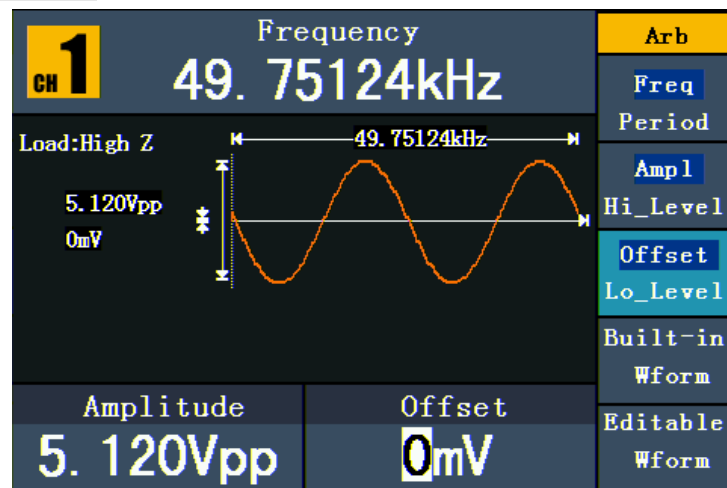 CH 1
Frequency
49. 75124kHz
Load:High Z
49. 75124kHz
5. 120Vpp
0mV
Amplitude
5. 120Vpp
Offset
0mV
Arb
Freq
Period
Ampl
Hi_Level
Offset
Lo_Level
Built-in
Wform
Editable
Wform